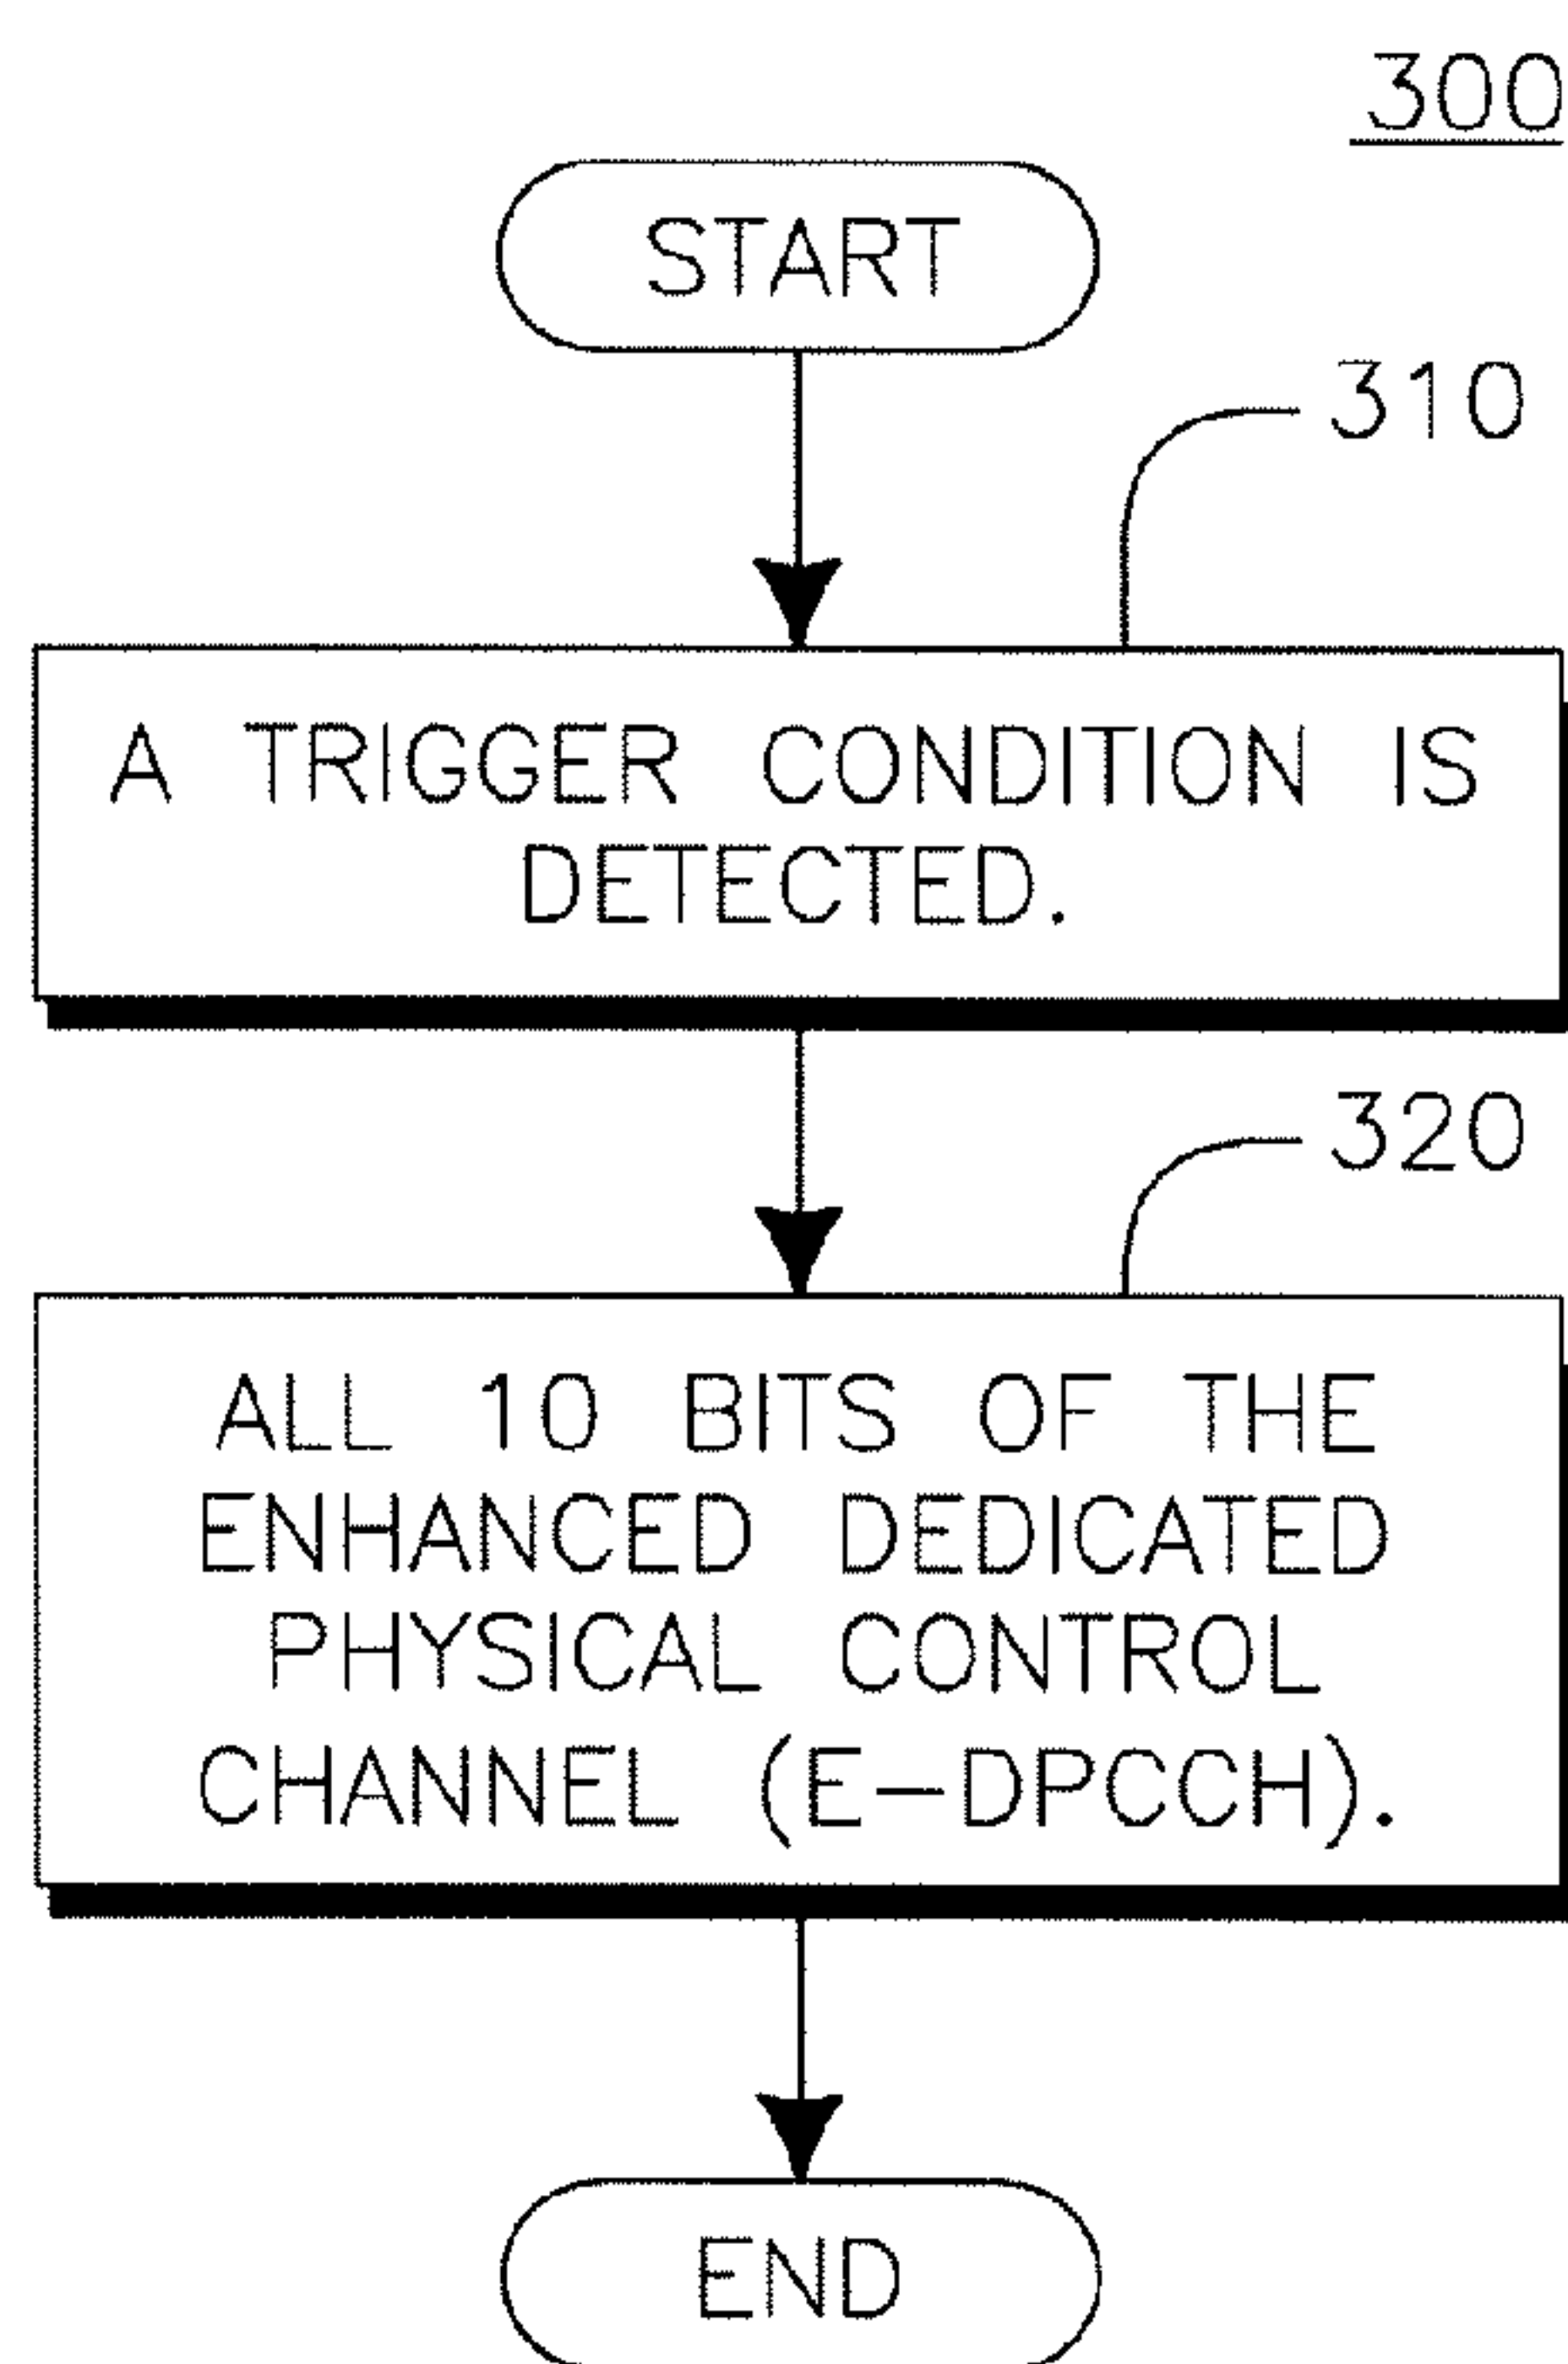 300
START
310
A TRIGGER CONDITION IS
DETECTED.
320
ALL 10 BITS OF THE
ENHANCED DEDICATED
PHYSICAL CONTROL
CHANNEL (E-DPCCH).
END